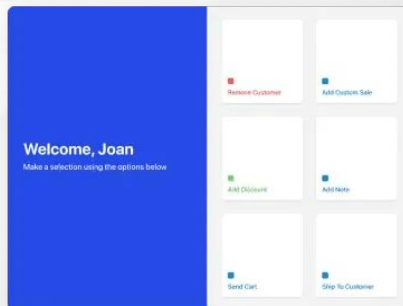 Welcome, Joan
Make a selection using the options below
Remove Customer
Add Custom Sale
Add Discount
Add Note
Send Cart
Ship To Customer